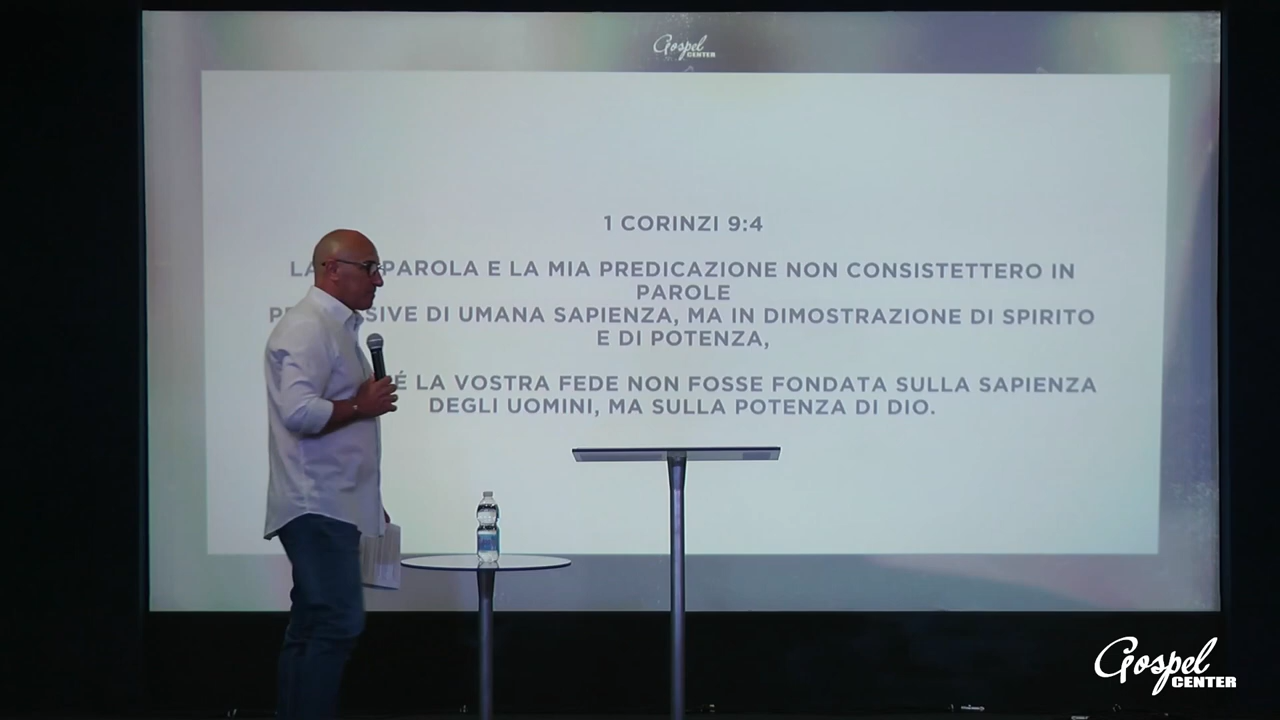 Gospel
CENTER
1 CORINZI 9:4
LA PAROLA E LA MIA PREDICAZIONE NON CONSISTETTERO IN
PAROLE
DI UMANA SAPIENZA, MA IN DIMOSTRAZIONE DI SPIRITO
E DI POTENZA,
LA VOSTRA FEDE NON FOSSE FONDATA SULLA SAPIENZA
DEGLI UOMINI, MA SULLA POTENZA DI DIO.
Gospel
CENTER